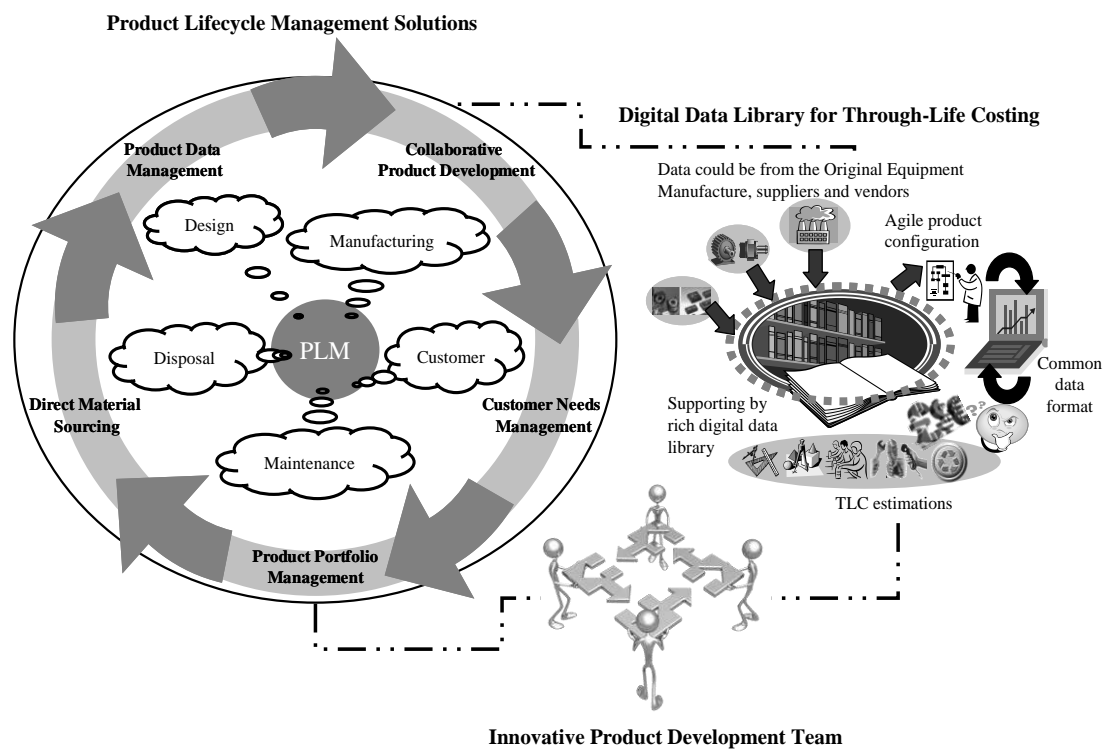 Product Lifecycle Management Solutions
Product Data
Management
Collaborative
Product Development
Design
Manufacturing
PLM
Disposal
Customer
Direct Material
Sourcing
Customer Needs
Management
Maintenance
Product Portfolio
Management
Digital Data Library for Through-Life Costing
Data could be from the Original Equipment
Manufacture, suppliers and vendors
Agile product
configuration
Common
data
format
Supporting by
rich digital data
library
??
TLC estimations
Innovative Product Development Team